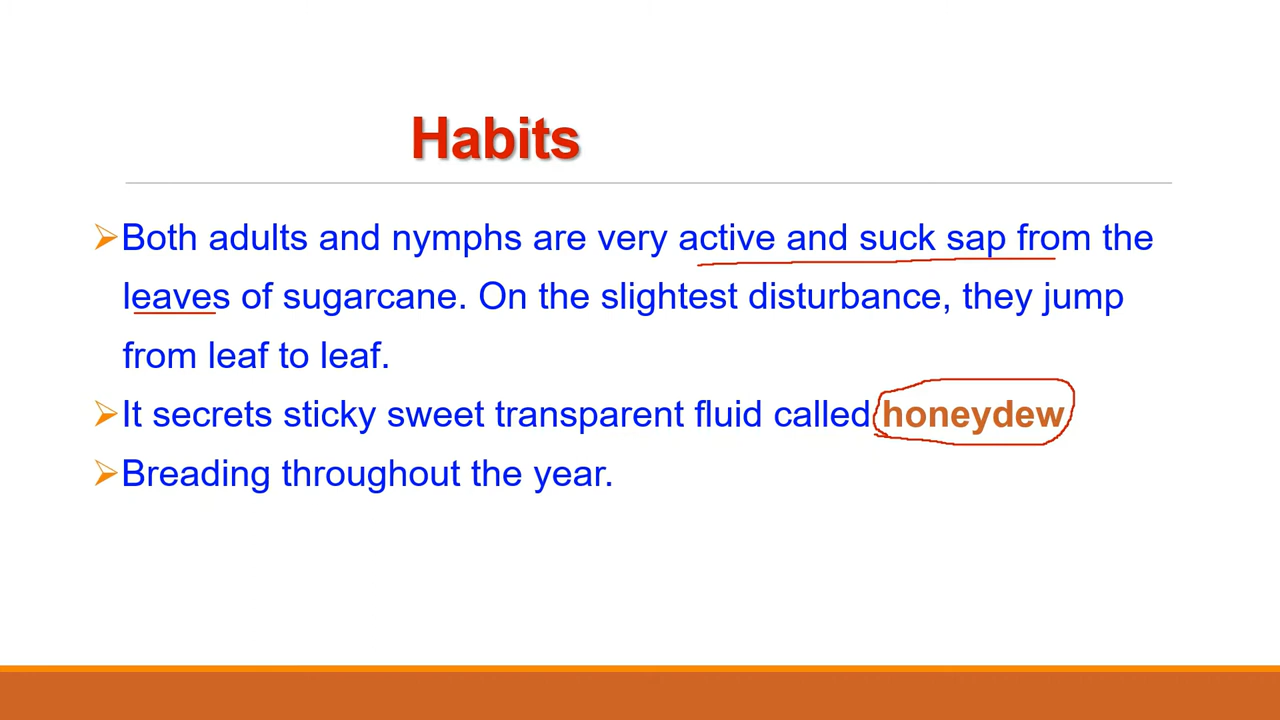 Habits
Both adults and nymphs are very active and suck sap from the
leaves of sugarcane. On the slightest disturbance, they jump
from leaf to leaf.
It secrets sticky sweet transparent fluid called honeydew
Breading throughout the year.